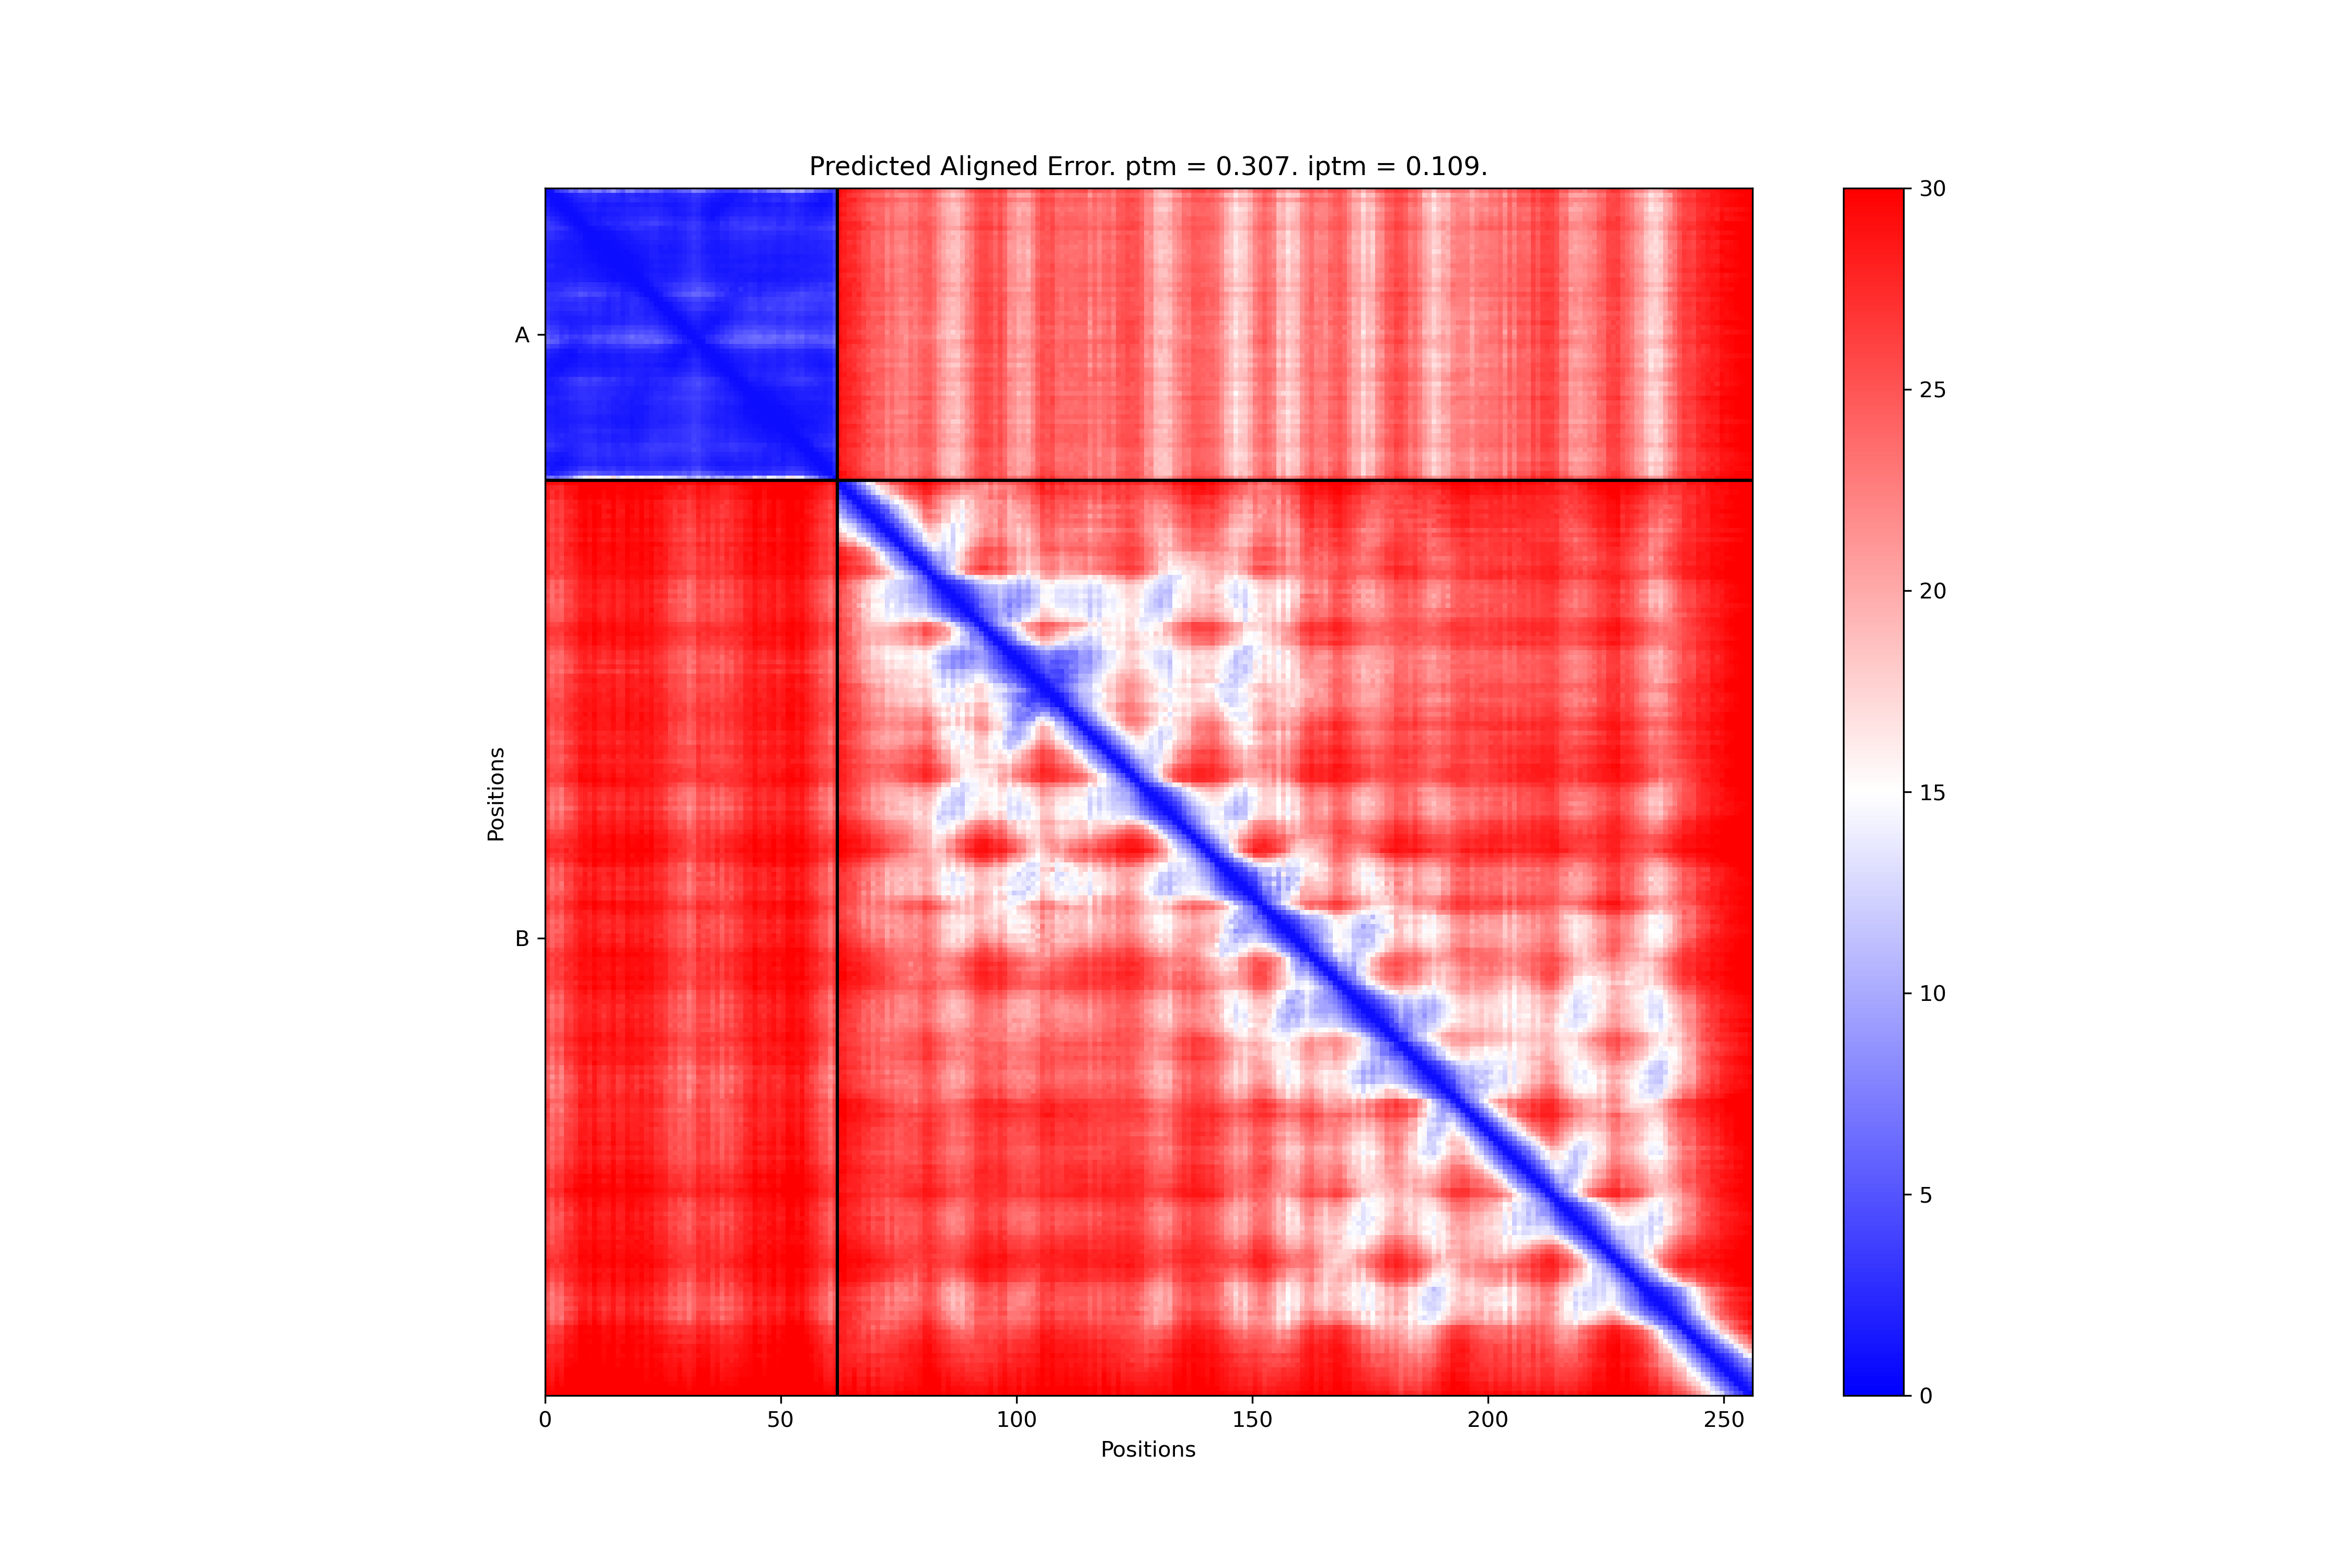 Predicted Aligned Error. ptm = 0.307. iptm = 0.109.
A
B
Positions
0 50 100 150 200 250
Positions
30
25
20
15
10
5
0